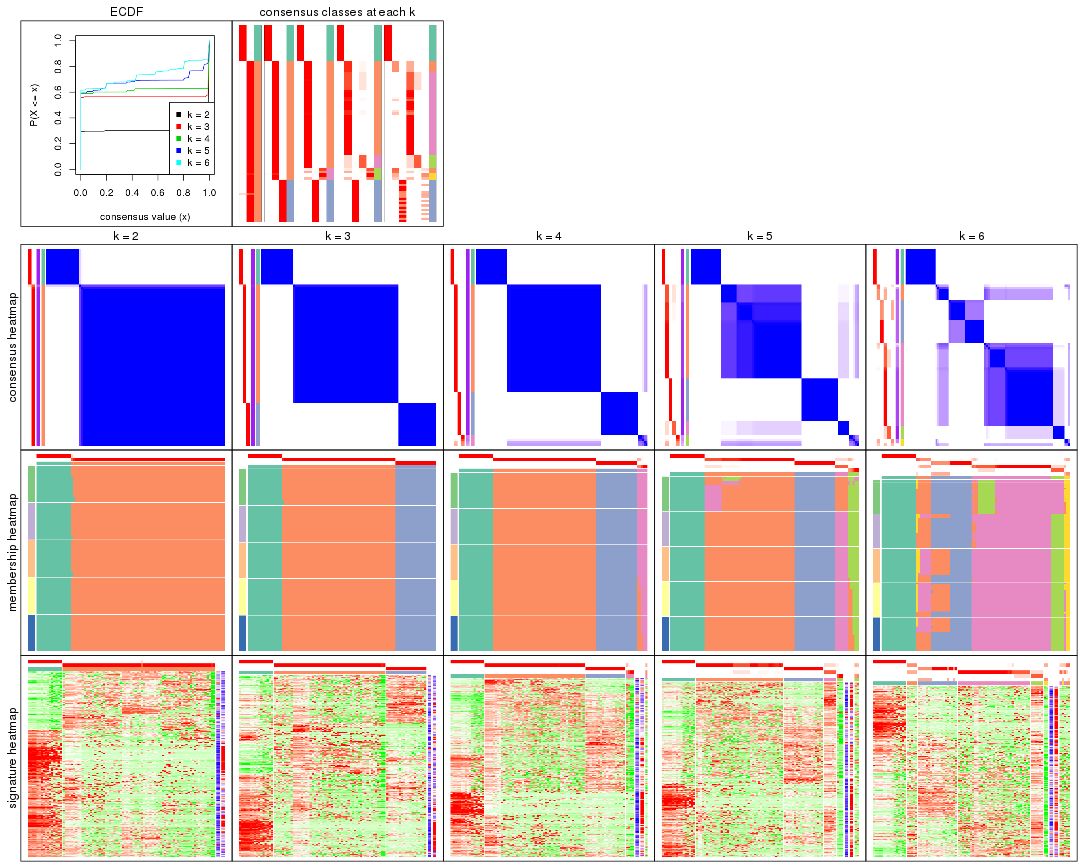 ECDF
consensus classes at each k
P(X <= x)
0.0 0.2 0.4 0.6 0.8 1.0
k = 2
k = 3
k = 4
k = 5
k = 6
0.0 0.2 0.4 0.6 0.8 1.0
consensus value (x)
k = 2
k = 3
k = 4
k = 5
k = 6
consensus heatmap
membership heatmap
signature heatmap